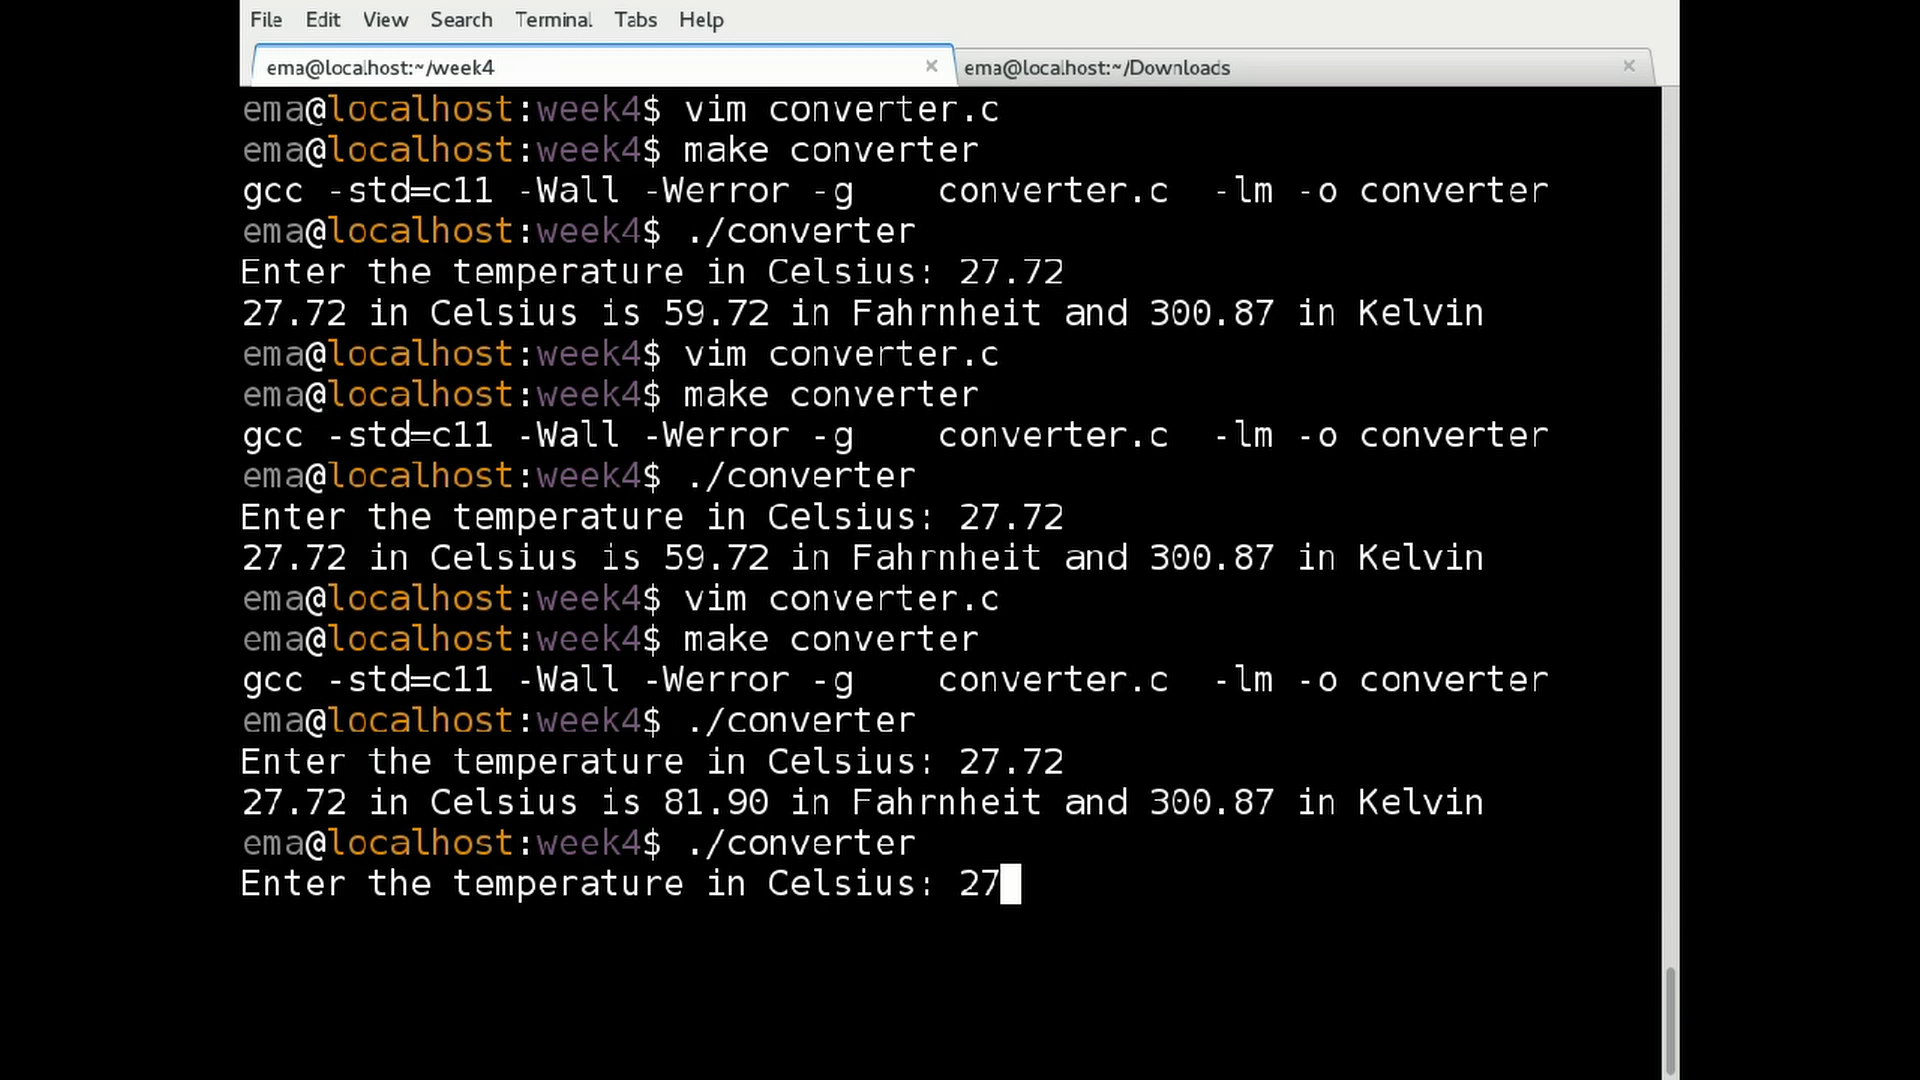 File Edit View Search Terminal Tabs Help
ema@localhost:~/week4 × ema@localhost:~/Downloads ×
ema@localhost:week4$ vim converter.c
ema@localhost:week4$ make converter
gcc -std=c11 -Wall -Werror -g    converter.c  -lm -o converter
ema@localhost:week4$ ./converter
Enter the temperature in Celsius: 27.72
27.72 in Celsius is 59.72 in Fahrnheit and 300.87 in Kelvin
ema@localhost:week4$ vim converter.c
ema@localhost:week4$ make converter
gcc -std=c11 -Wall -Werror -g    converter.c  -lm -o converter
ema@localhost:week4$ ./converter
Enter the temperature in Celsius: 27.72
27.72 in Celsius is 59.72 in Fahrnheit and 300.87 in Kelvin
ema@localhost:week4$ vim converter.c
ema@localhost:week4$ make converter
gcc -std=c11 -Wall -Werror -g    converter.c  -lm -o converter
ema@localhost:week4$ ./converter
Enter the temperature in Celsius: 27.72
27.72 in Celsius is 81.90 in Fahrnheit and 300.87 in Kelvin
ema@localhost:week4$ ./converter
Enter the temperature in Celsius: 27